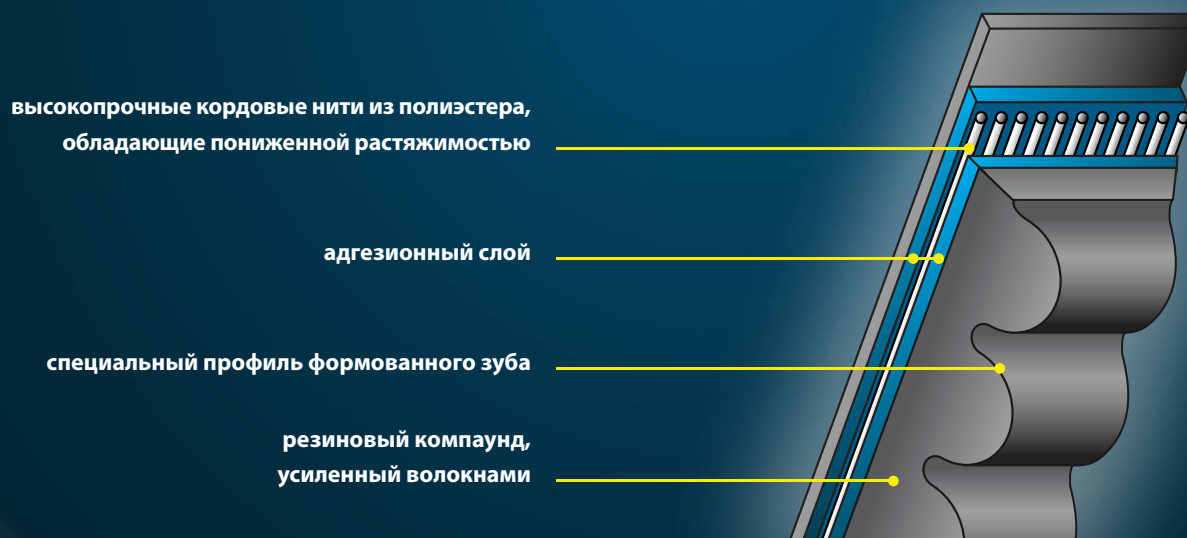 высокопрочные кордовые нити из полиэстера,
обладающие пониженной растяжимостью
адгезионный слой
специальный профиль формованного зуба
резиновый компаунд,
усиленный волокнами